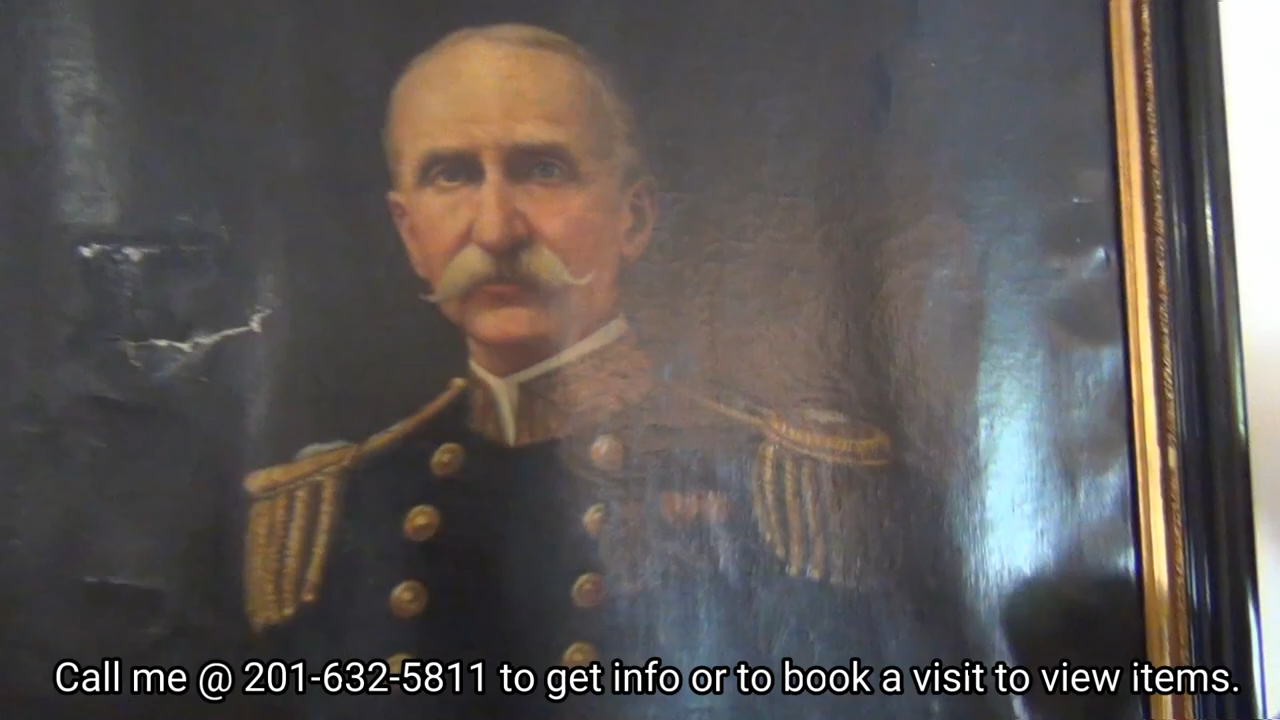 Call me @ 201-632-5811 to get info or to book a visit to view items.